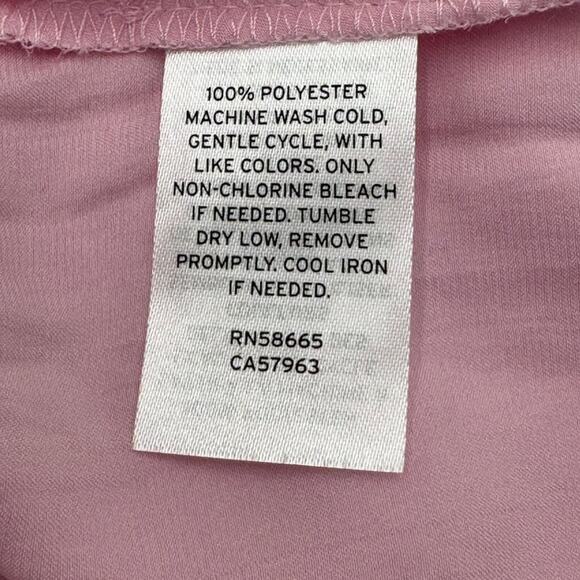 100% POLYESTER
MACHINE WASH COLD,
GENTLE CYCLE, WITH
LIKE COLORS. ONLY
NON-CHLORINE BLEACH
IF NEEDED. TUMBLE
DRY LOW, REMOVE
PROMPTLY. COOL IRON
IF NEEDED.
RN58665
CA57963